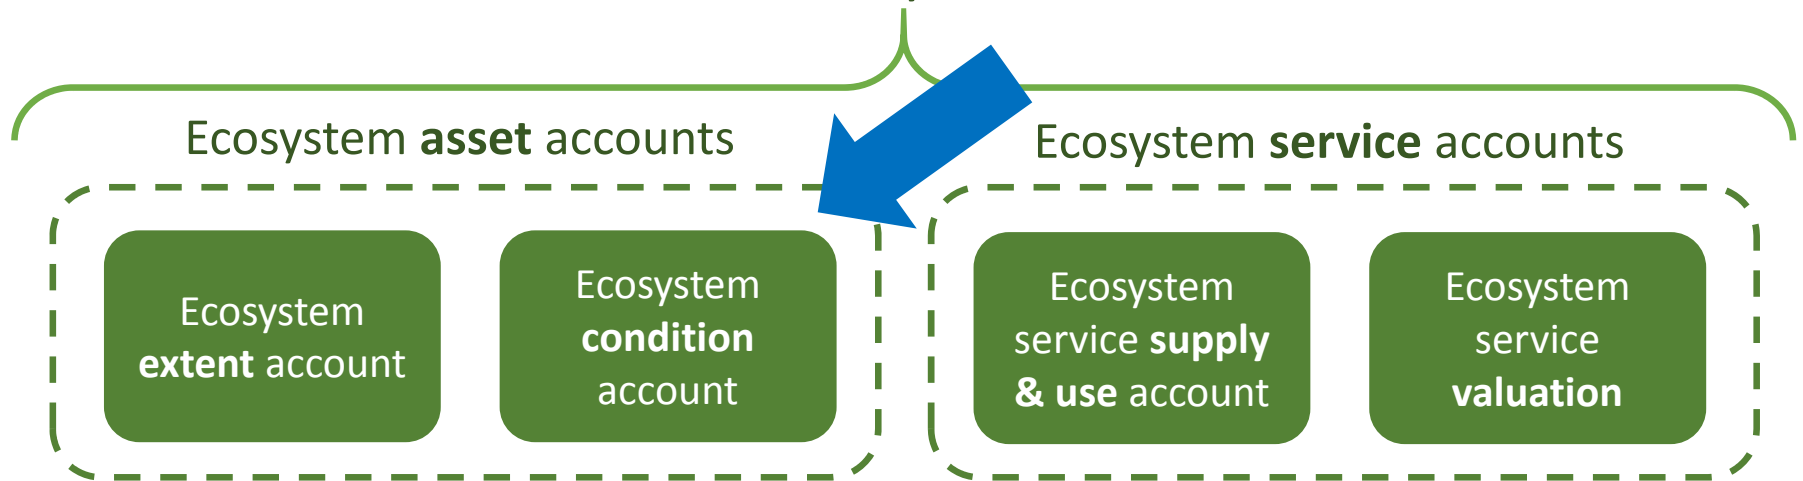 Ecosystem asset accounts
Ecosystem service accounts
Ecosystem
extent account
Ecosystem
condition
account
Ecosystem
service supply
& use account
Ecosystem
service
valuation